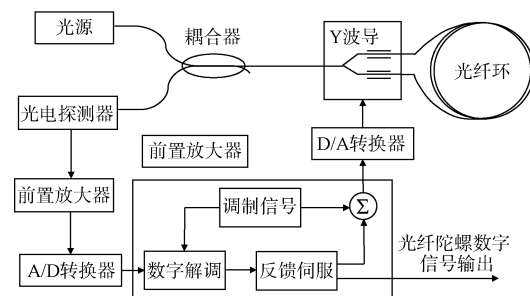 光源
耦合器
Y波导
光纤环
光电探测器
前置放大器
D/A转换器
前置放大器
调制信号
Σ
光纤陀螺数字
信号输出
A/D转换器
数字解调
反馈伺服